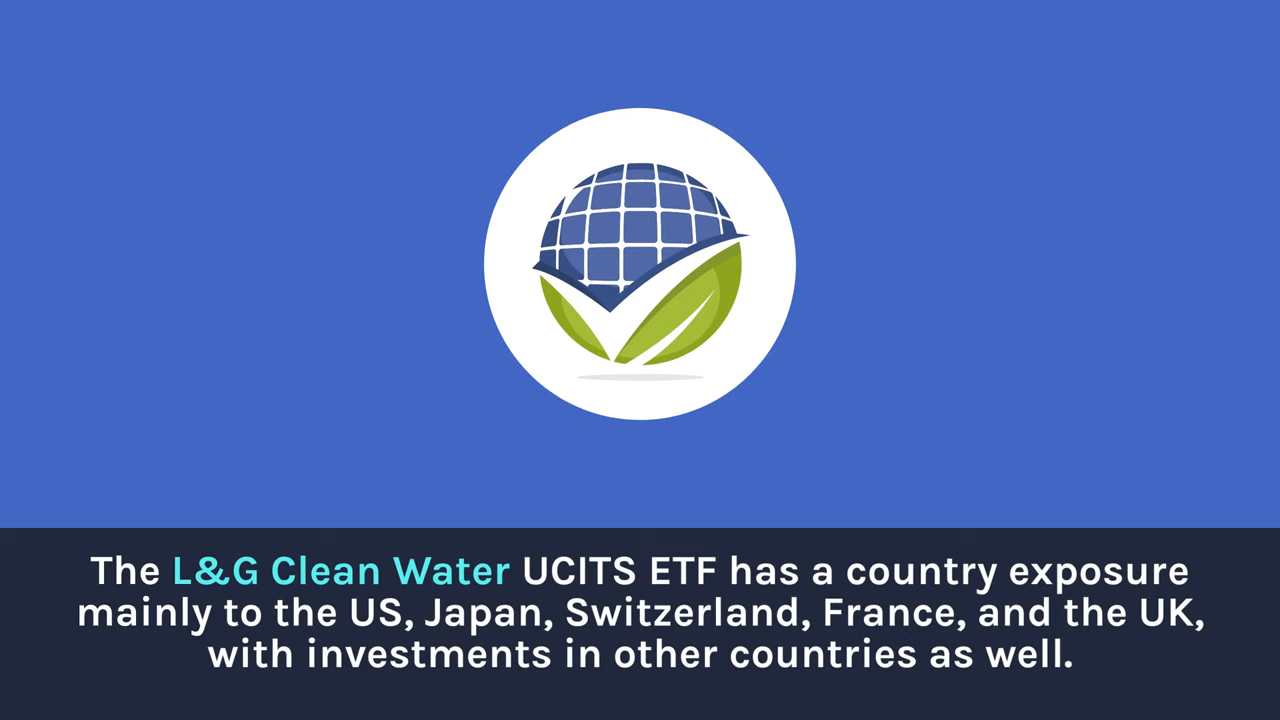 The L&G Clean Water UCITS ETF has a country exposure
mainly to the US, Japan, Switzerland, France, and the UK,
with investments in other countries as well.